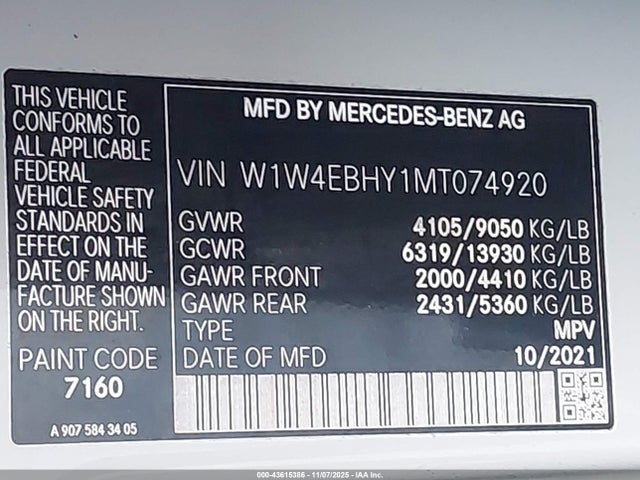 THIS VEHICLE
CONFORMS TO
ALL APPLICABLE
FEDERAL
VEHICLE SAFETY
STANDARDS IN
EFFECT ON THE
DATE OF MANU-
FACTURE SHOWN
ON THE RIGHT.
PAINT CODE
7160
A 907 584 34 05
MFD BY MERCEDES-BENZ AG
VIN W1W4EBHY1MT074920
GVWR 4105/9050 KG/LB
GCWR 6319/13930 KG/LB
GAWR FRONT 2000/4410 KG/LB
GAWR REAR 2431/5360 KG/LB
TYPE MPV
DATE OF MFD 10/2021
000-43615386 - 11/07/2025 - IAA Inc.